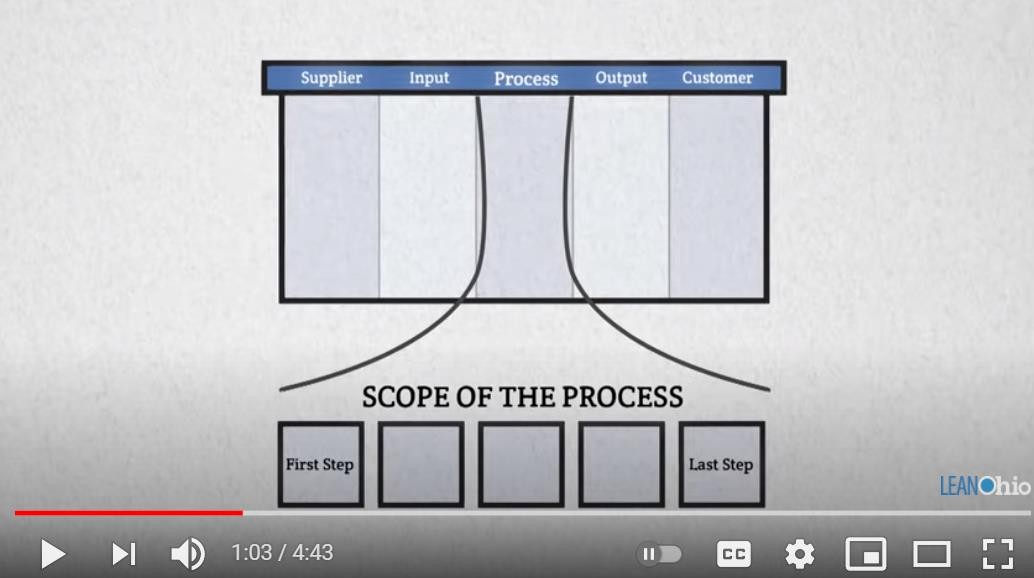 Supplier Input Process Output Customer
SCOPE OF THE PROCESS
First Step Last Step
LEANOhio
1:03 / 4:43
CC